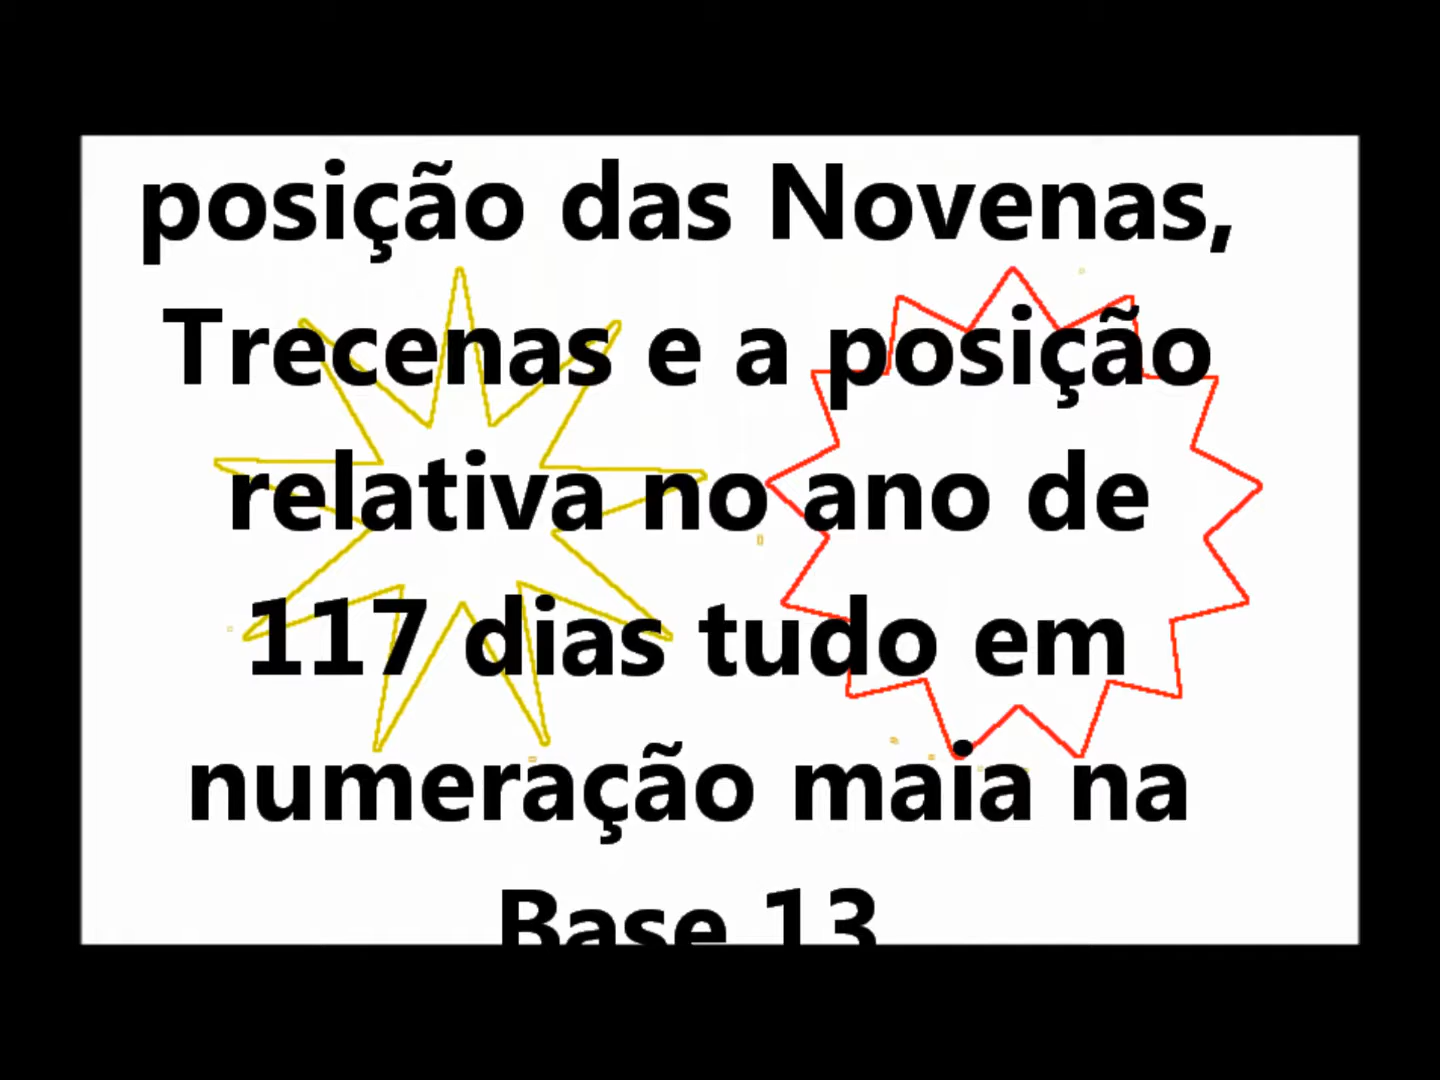 posição das Novenas,
Trecenas e a posição
relativa no ano de
117 dias tudo em
numeração maia na
Base 13